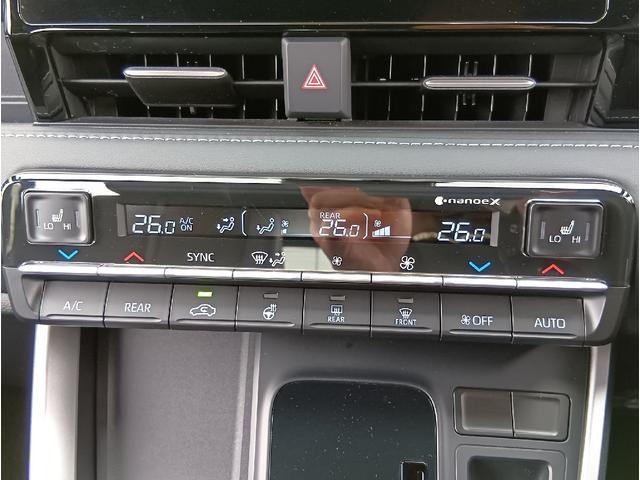 nanoeX
LO HI
26.0 A/C ON
REAR 26.0
26.0
LO HI
SYNC
A/C
REAR
REAR
FRONT
OFF
AUTO